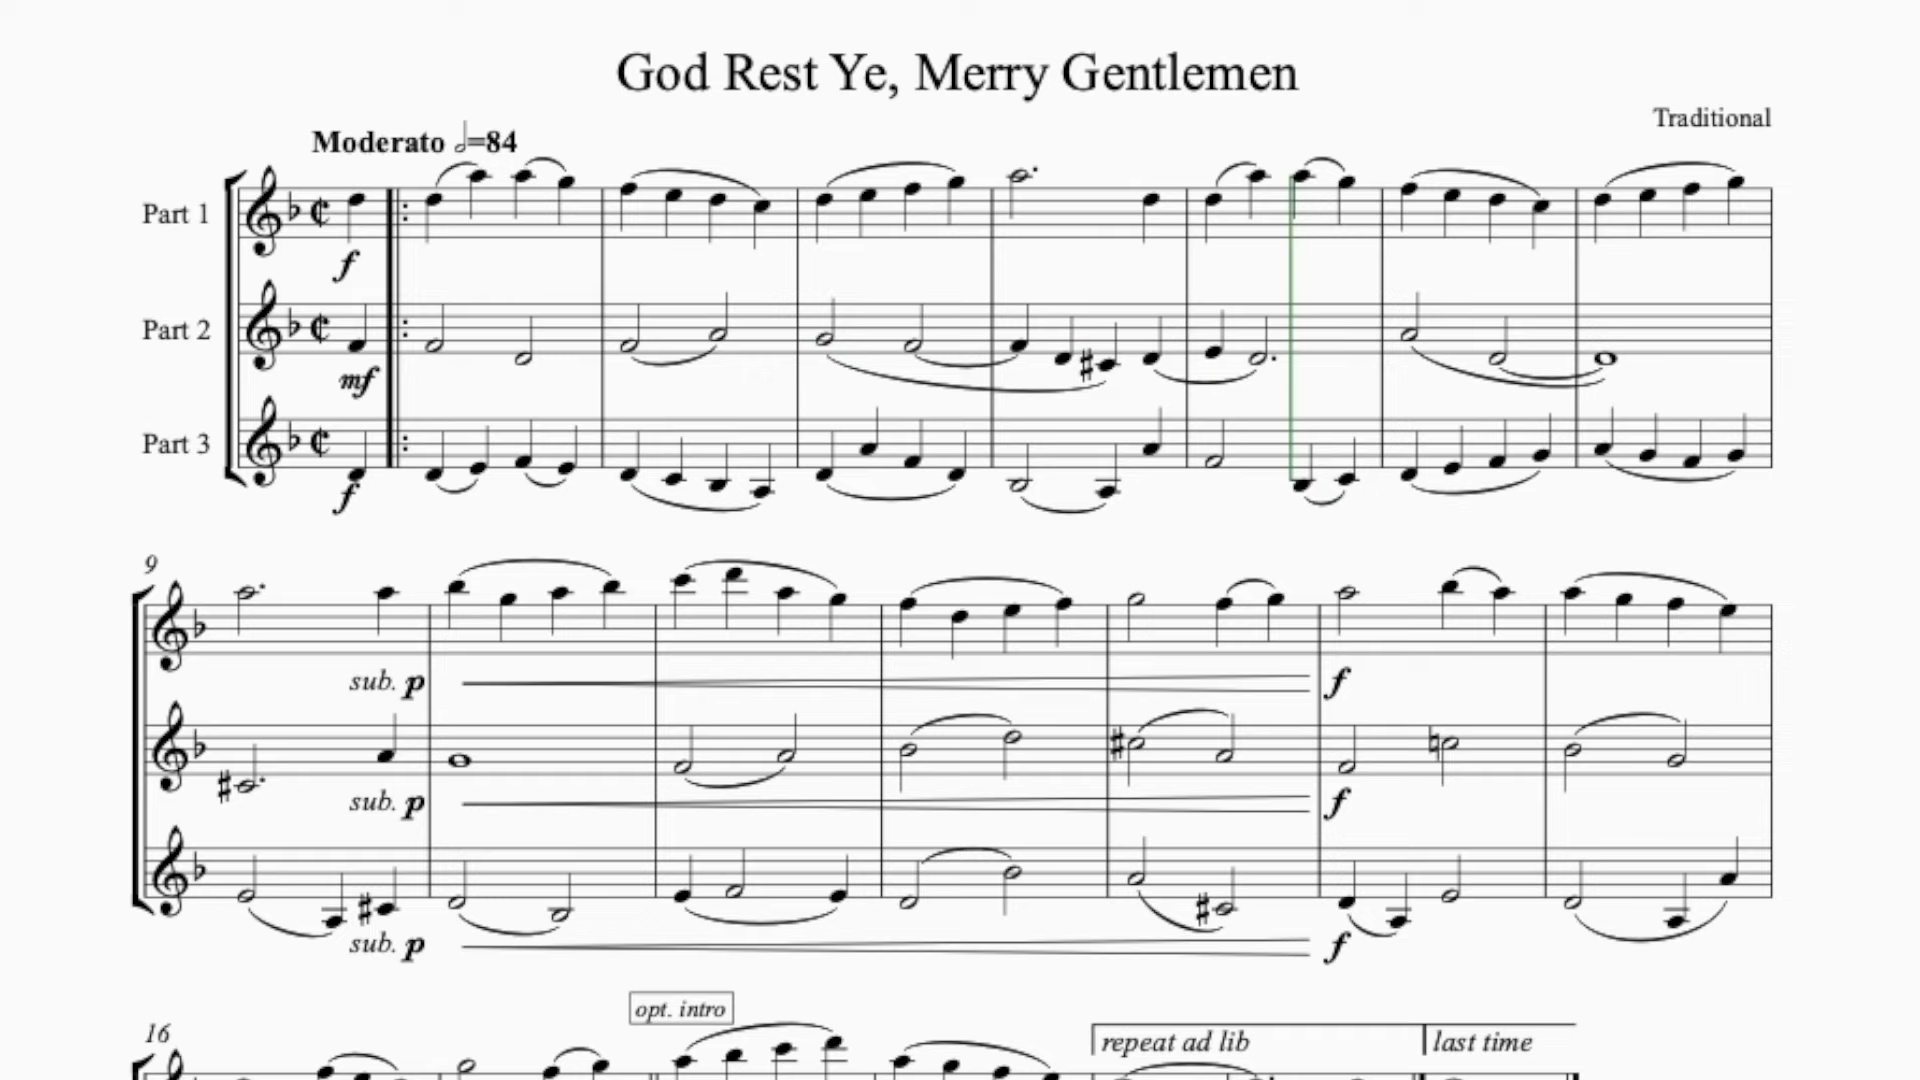 God Rest Ye, Merry Gentlemen
Traditional
Moderato 𝅗𝅥=84
Part 1
f
Part 2
mf
Part 3
f
9
sub. p
f
sub. p
f
sub. p
f
16
opt. intro
repeat ad lib
last time